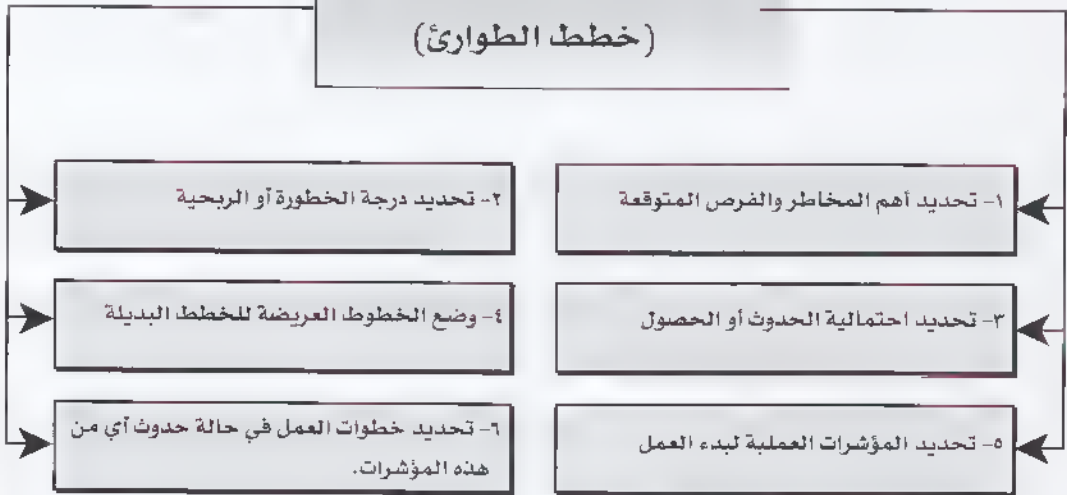 (خطط الطوارئ)
١- تحديد أهم المخاطر والفرص المتوقعة
٢- تحديد درجة الخطورة أو الربحية
٣- تحديد احتمالية الحدوث أو الحصول
٤- وضع الخطوط العريضة للخطط البديلة
٥- تحديد المؤشرات العملية لبدء العمل
٦- تحديد خطوات العمل في حالة حدوث أي من
هذه المؤشرات.